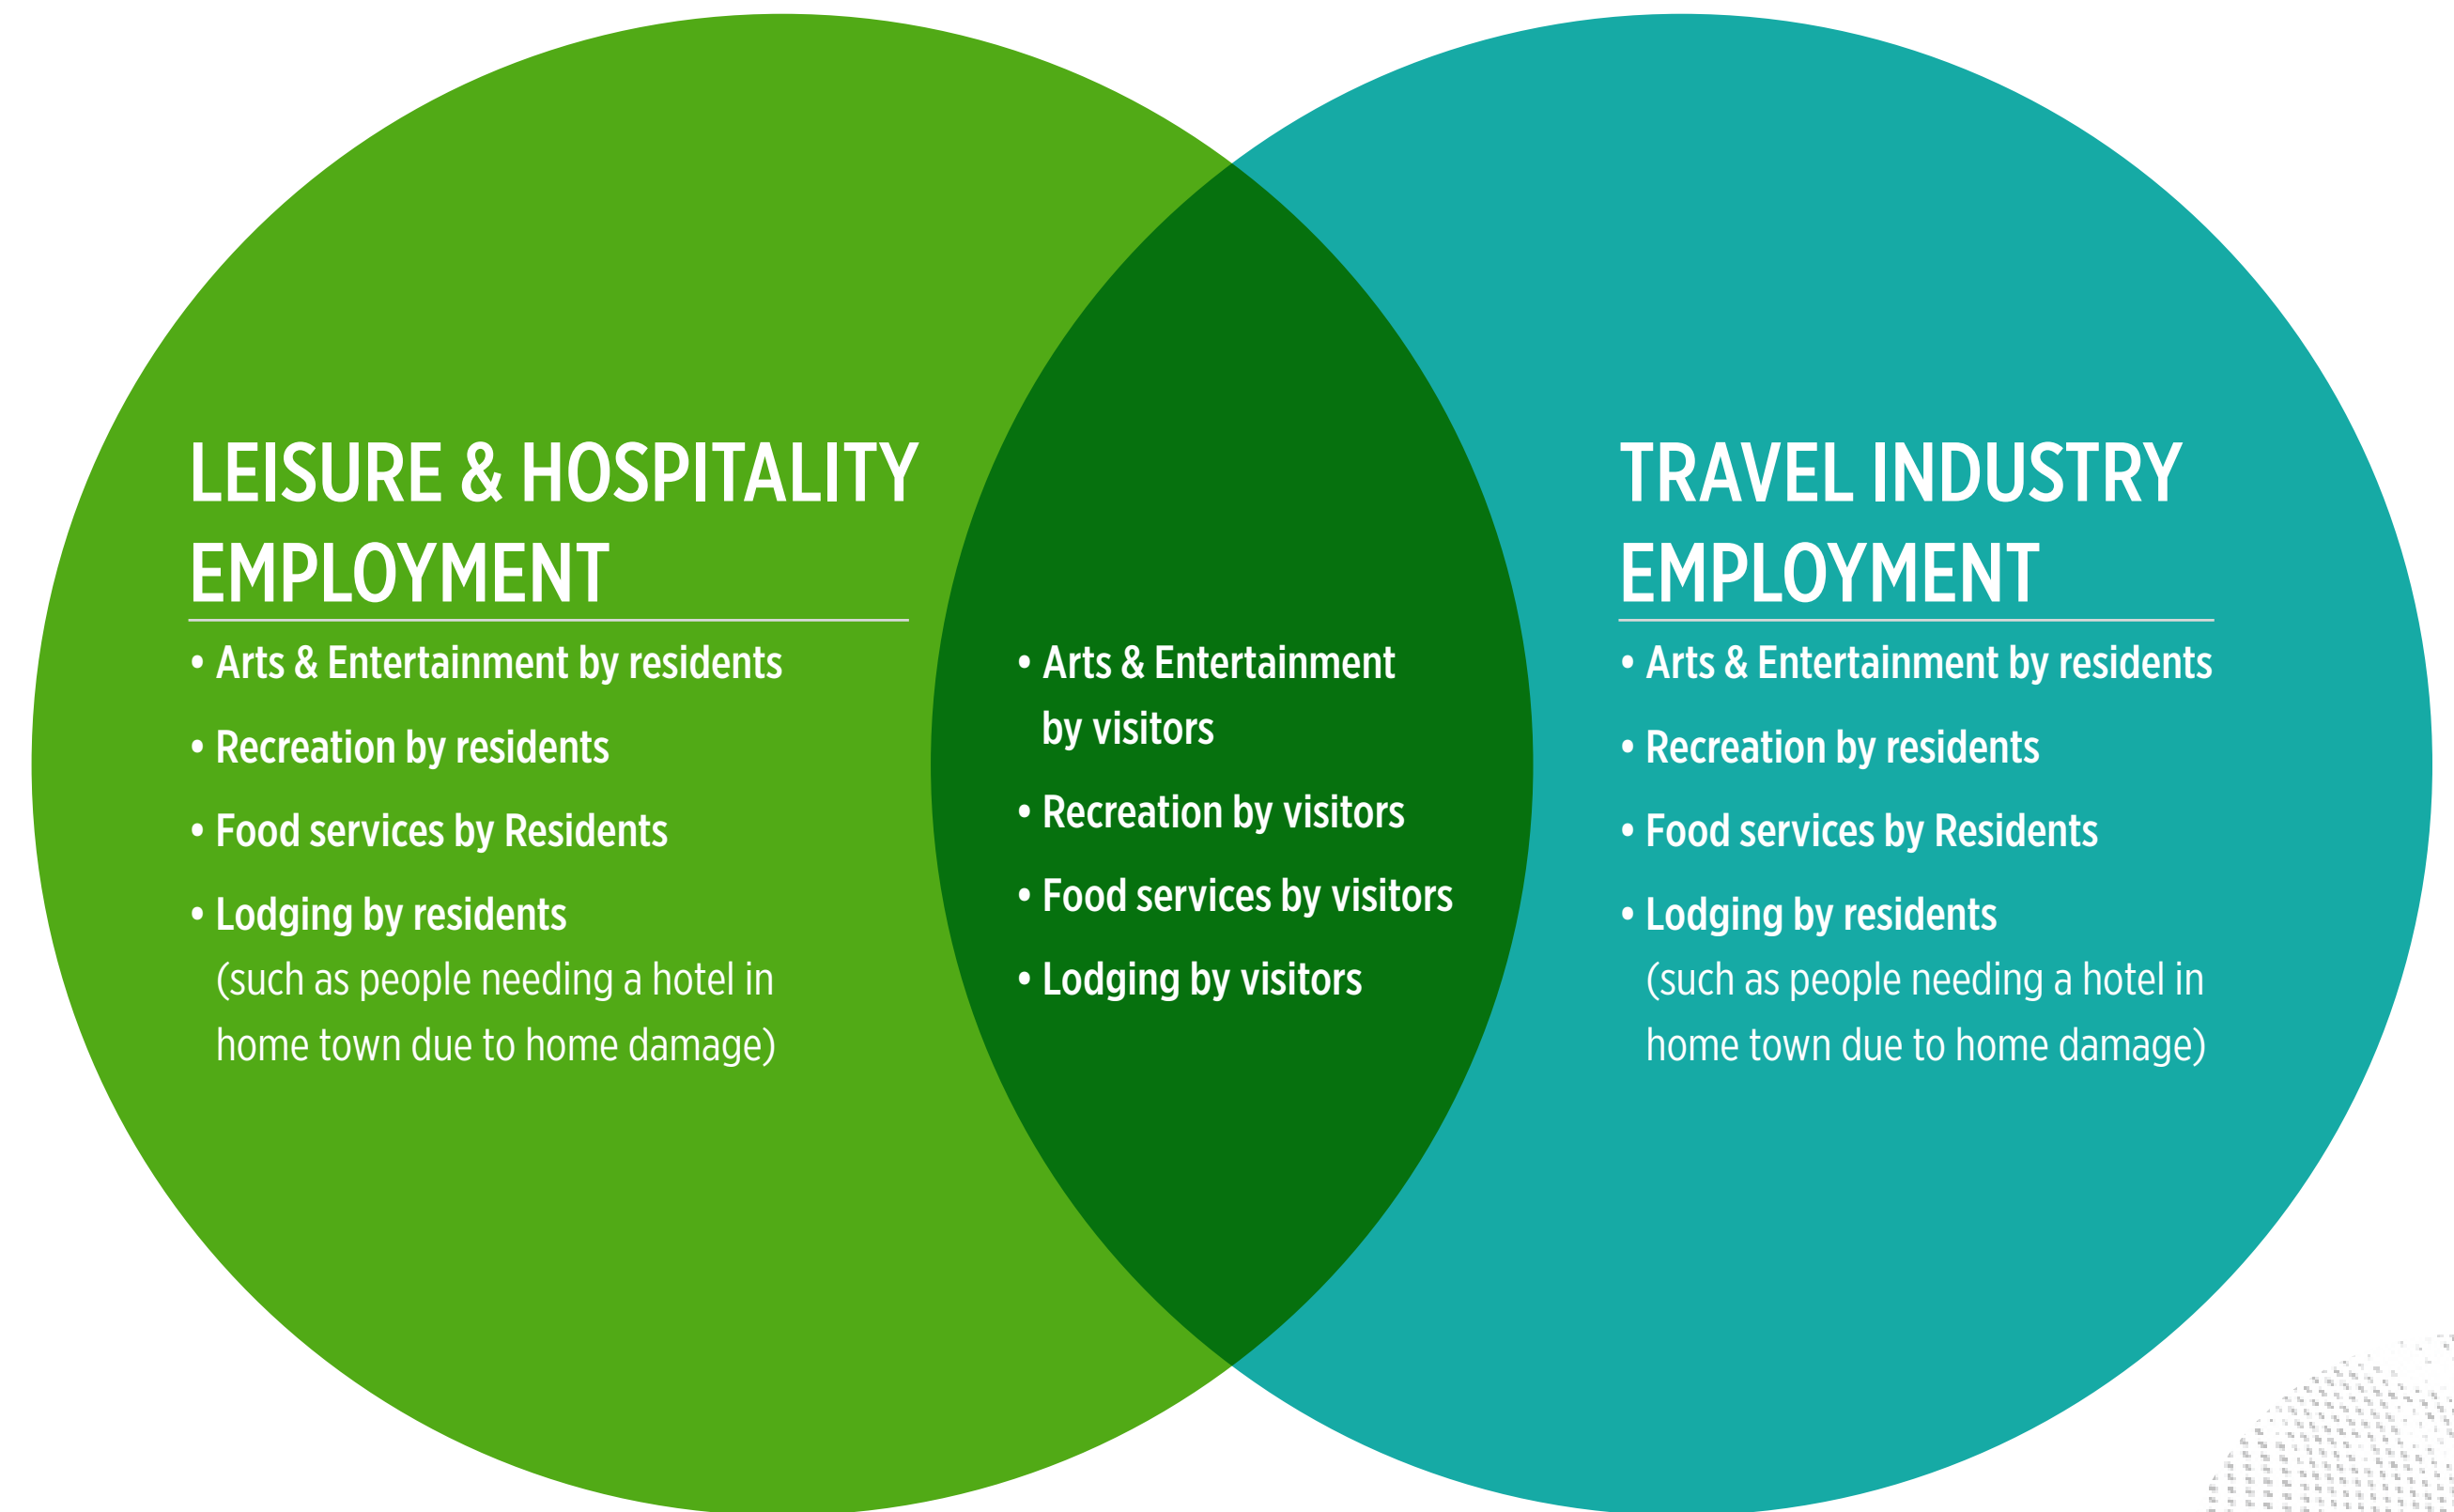 LEISURE & HOSPITALITY
EMPLOYMENT
• Arts & Entertainment by residents
• Recreation by residents
• Food services by Residents
• Lodging by residents
(such as people needing a hotel in
home town due to home damage)
• Arts & Entertainment
by visitors
• Recreation by visitors
• Food services by visitors
• Lodging by visitors
TRAVEL INDUSTRY
EMPLOYMENT
• Arts & Entertainment by residents
• Recreation by residents
• Food services by Residents
• Lodging by residents
(such as people needing a hotel in
home town due to home damage)